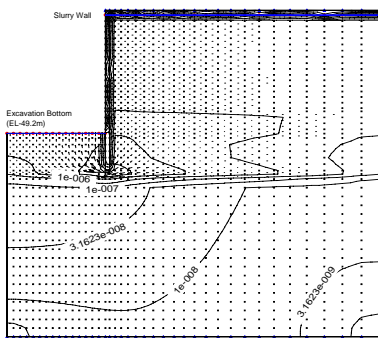 Slurry Wall
Excavation Bottom
(EL-49.2m)
1e-006
1e-007
3.1623e-008
1e-008
3.1623e-009